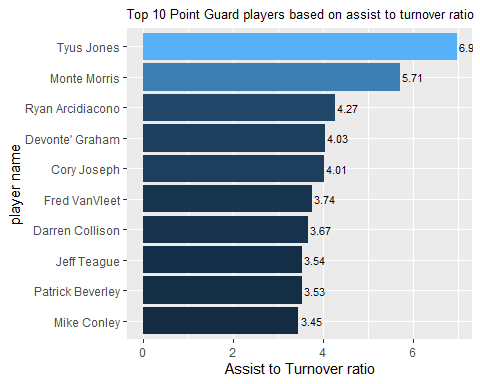 Top 10 Point Guard players based on assist to turnover ratio
player name
Tyus Jones 6.9
Monte Morris 5.71
Ryan Arcidiacono 4.27
Devonte' Graham 4.03
Cory Joseph 4.01
Fred VanVleet 3.74
Darren Collison 3.67
Jeff Teague 3.54
Patrick Beverley 3.53
Mike Conley 3.45
0 2 4 6
Assist to Turnover ratio